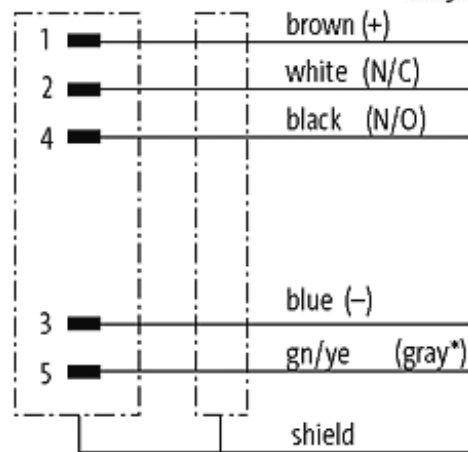 1 brown (+)
2 white (N/C)
4 black (N/O)
3 blue (–)
5 gn/ye (gray*)
shield